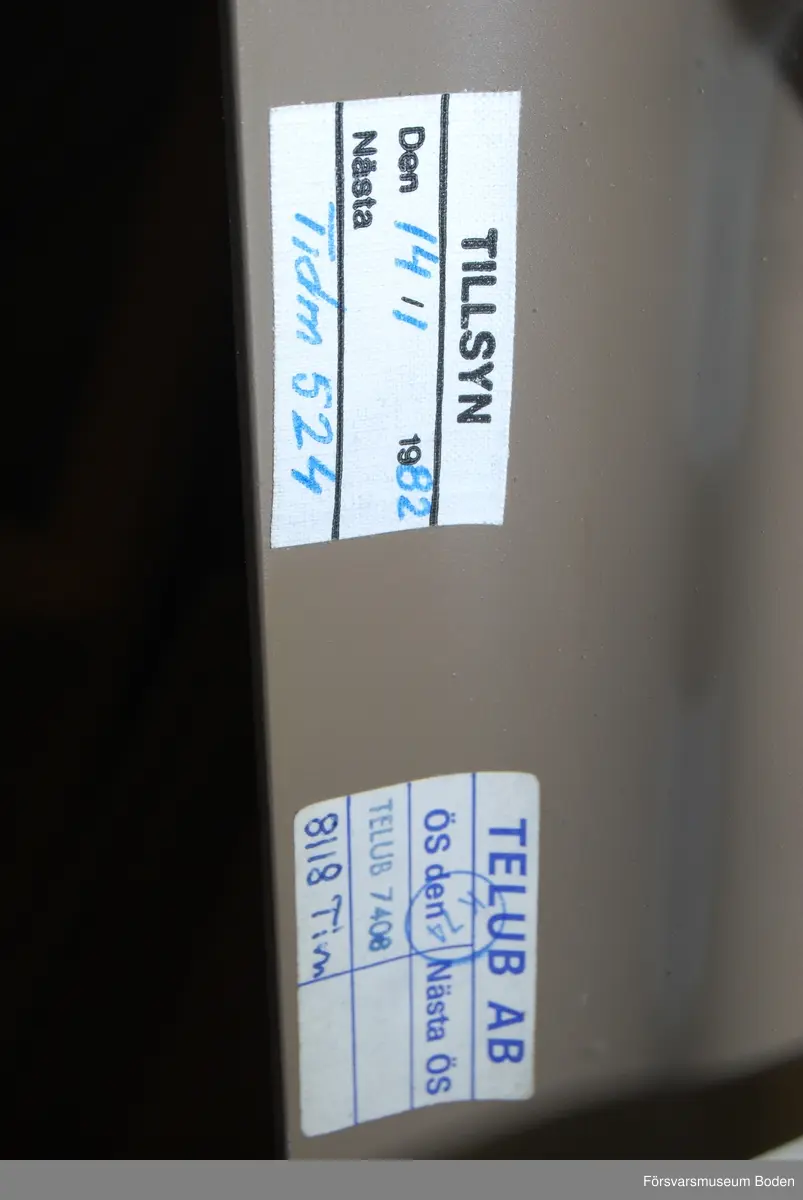 TILLSYN
Den 14 '1 1982
Nästa
Tidm 524
TELUB AB
ÖS den Nästa ÖS
TELUB 7408
8118 Tim
Försvarsmuseum Boden